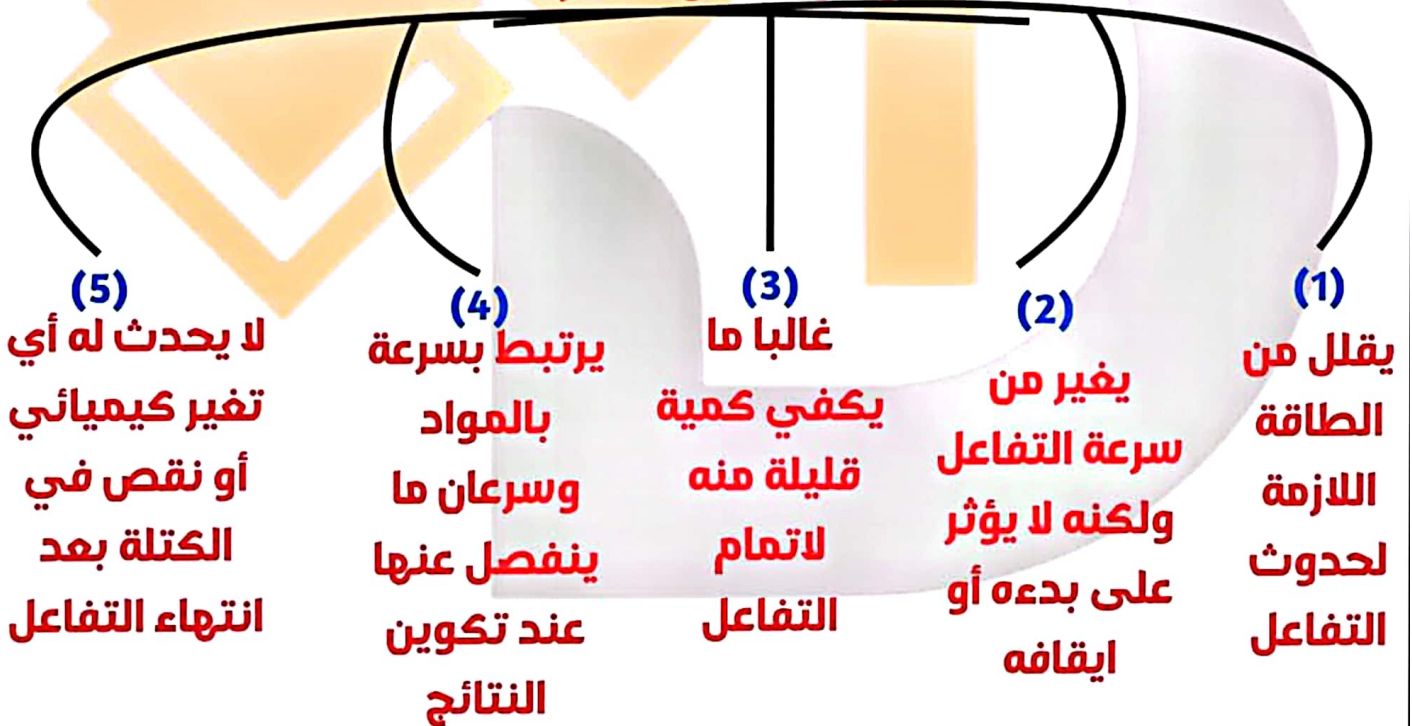 (1)
يقلل من
الطاقة
اللازمة
لحدوث
التفاعل
(2)
يغير من
سرعة التفاعل
ولكنه لا يؤثر
على بدءه أو
ايقافه
(3)
غالبا ما
يكفي كمية
قليلة منه
لاتمام
التفاعل
(4)
يرتبط بسرعة
بالمواد
وسرعان ما
ينفصل عنها
عند تكوين
النتائج
(5)
لا يحدث له أي
تغير كيميائي
أو نقص في
الكتلة بعد
انتهاء التفاعل